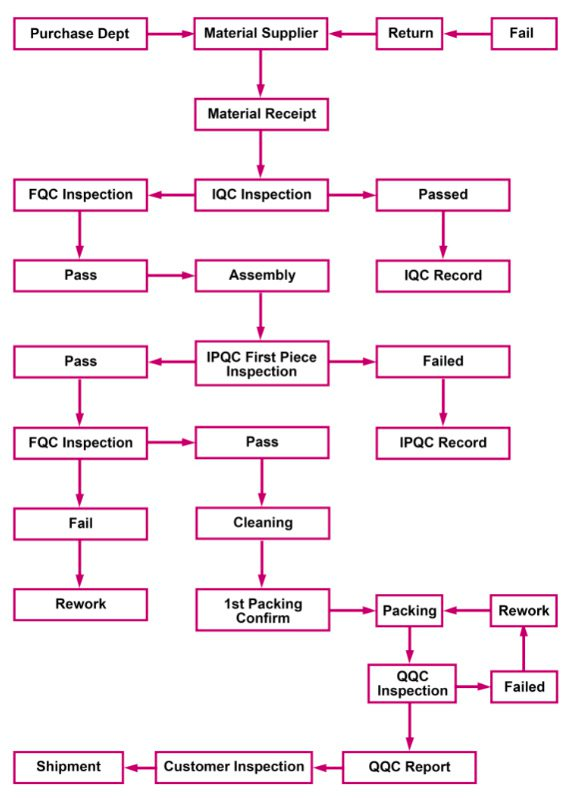 Purchase Dept
Material Supplier
Return
Fail
Material Receipt
FQC Inspection
IQC Inspection
Passed
Pass
Assembly
IQC Record
Pass
IPQC First Piece
Inspection
Failed
FQC Inspection
Pass
IPQC Record
Fail
Cleaning
Rework
1st Packing
Confirm
Packing
Rework
QQC
Inspection
Failed
Shipment
Customer Inspection
QQC Report